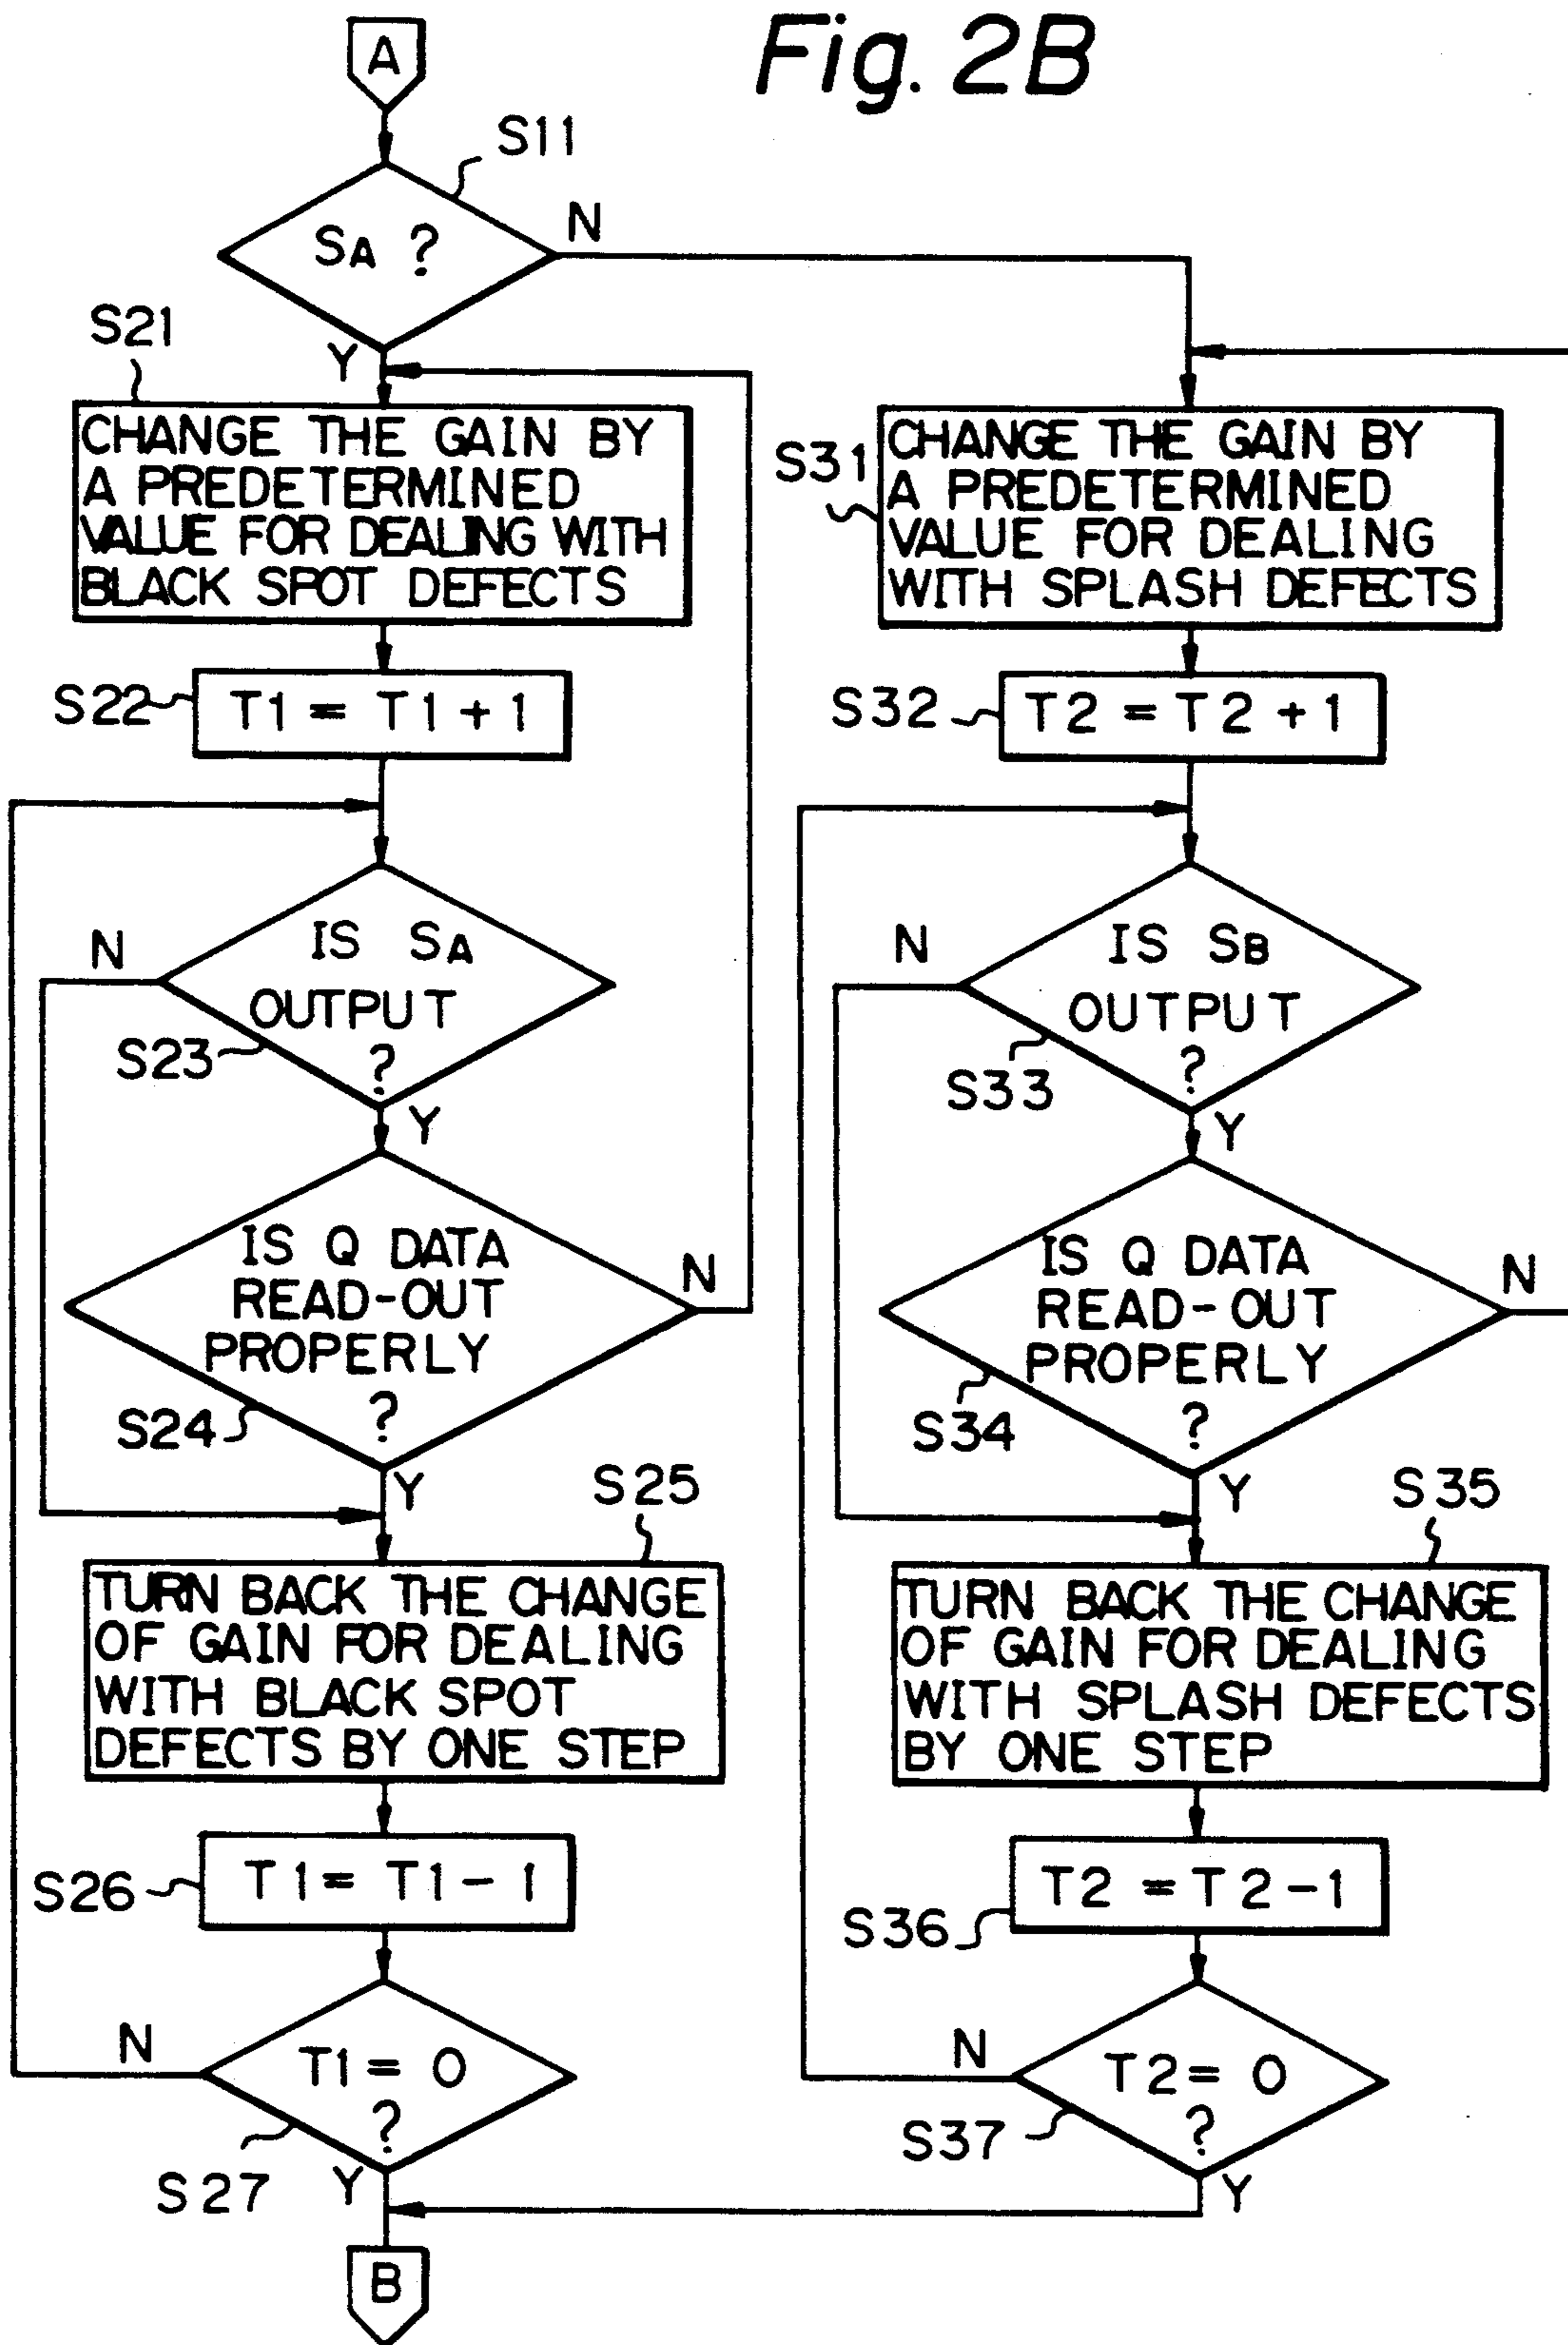 Fig. 2B
A
S11
SA ?
N
Y
S21
CHANGE THE GAIN BY
A PREDETERMINED
VALUE FOR DEALING WITH
BLACK SPOT DEFECTS
S22
T1 = T1 + 1
IS SA
OUTPUT
?
N
S23
Y
IS Q DATA
READ-OUT
PROPERLY
?
N
S24
Y
S25
TURN BACK THE CHANGE
OF GAIN FOR DEALING
WITH BLACK SPOT
DEFECTS BY ONE STEP
S26
T1 = T1 - 1
N
T1 = 0
?
S27
Y
B
S31
CHANGE THE GAIN BY
A PREDETERMINED
VALUE FOR DEALING
WITH SPLASH DEFECTS
S32
T2 = T2 + 1
N
IS SB
OUTPUT
?
S33
Y
IS Q DATA
READ-OUT
PROPERLY
?
N
S34
Y
S35
TURN BACK THE CHANGE
OF GAIN FOR DEALING
WITH SPLASH DEFECTS
BY ONE STEP
S36
T2 = T2 - 1
N
T2 = 0
?
S37
Y